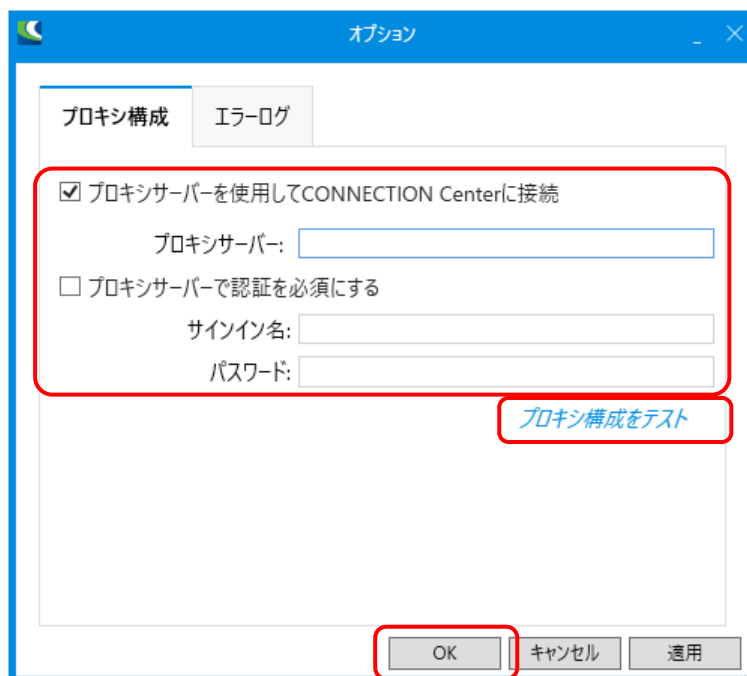 オプション
プロキシ構成 エラーログ
プロキシサーバーを使用してCONNECTION Centerに接続
プロキシサーバー:
プロキシサーバーで認証を必須にする
サインイン名:
パスワード:
プロキシ構成をテスト
OK キャンセル 適用